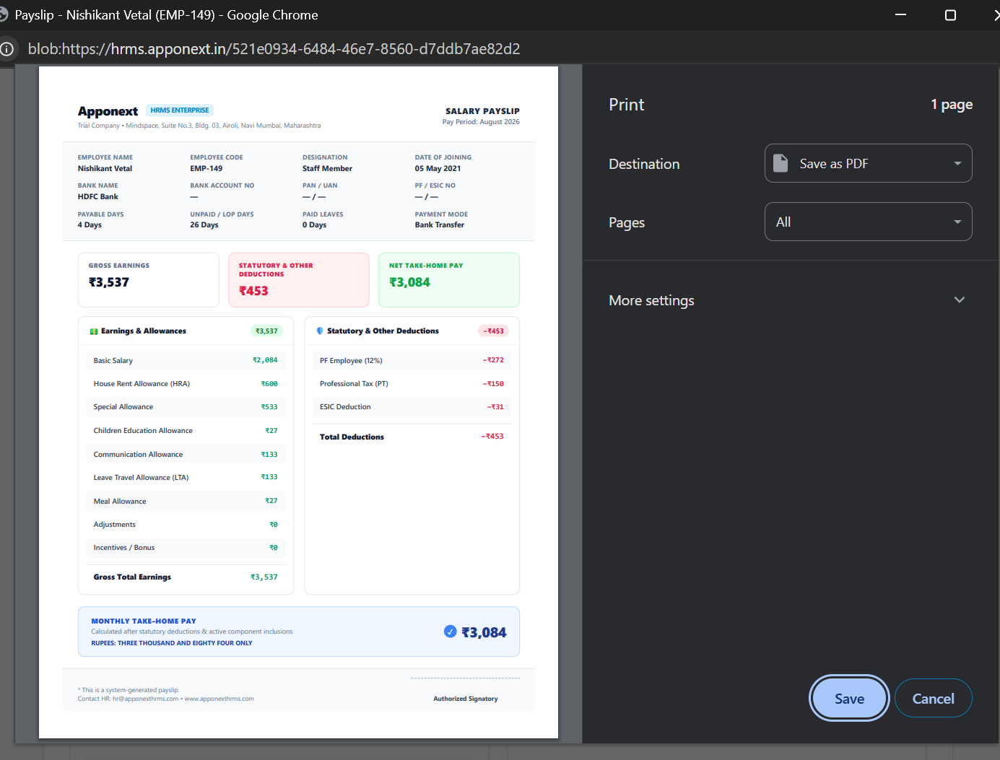 Payslip - Nishikant Vetal (EMP-149) - Google Chrome
blob:https://hrms.apponext.in/521e0934-6484-46e7-8560-d7ddb7ae82d2
Apponext HRMS ENTERPRISE
Trial Company • Mindspace, Suite No.3, Bldg. 03, Airoli, Navi Mumbai, Maharashtra
SALARY PAYSLIP
Pay Period: August 2026
EMPLOYEE NAME EMPLOYEE CODE DESIGNATION DATE OF JOINING
Nishikant Vetal EMP-149 Staff Member 05 May 2021
BANK NAME BANK ACCOUNT NO PAN / UAN PF / ESIC NO
HDFC Bank — — / — — / —
PAYABLE DAYS UNPAID / LOP DAYS PAID LEAVES PAYMENT MODE
4 Days 26 Days 0 Days Bank Transfer
GROSS EARNINGS
₹3,537
STATUTORY & OTHER
DEDUCTIONS
₹453
NET TAKE-HOME PAY
₹3,084
Earnings & Allowances ₹3,537
Basic Salary ₹2,084
House Rent Allowance (HRA) ₹600
Special Allowance ₹533
Children Education Allowance ₹27
Communication Allowance ₹133
Leave Travel Allowance (LTA) ₹133
Meal Allowance ₹27
Adjustments ₹0
Incentives / Bonus ₹0
Gross Total Earnings ₹3,537
Statutory & Other Deductions -₹453
PF Employee (12%) -₹272
Professional Tax (PT) -₹150
ESIC Deduction -₹31
Total Deductions -₹453
MONTHLY TAKE-HOME PAY
Calculated after statutory deductions & active component inclusions
RUPEES: THREE THOUSAND AND EIGHTY FOUR ONLY
₹3,084
* This is a system-generated payslip.
Contact HR: hr@apponexthrms.com • www.apponexthrms.com
Authorized Signatory
Print 1 page
Destination Save as PDF
Pages All
More settings
Save Cancel